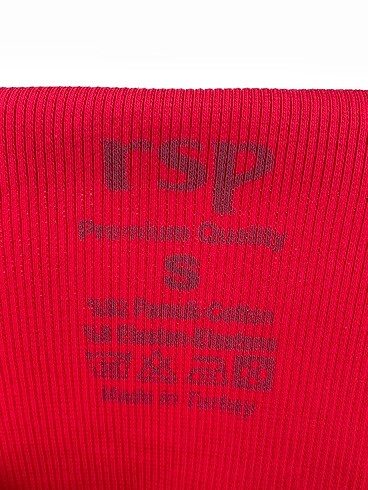 rsp
Premium Quality
S
Pamuk-Cotton
Elastan-Elastane
Made in Turkey